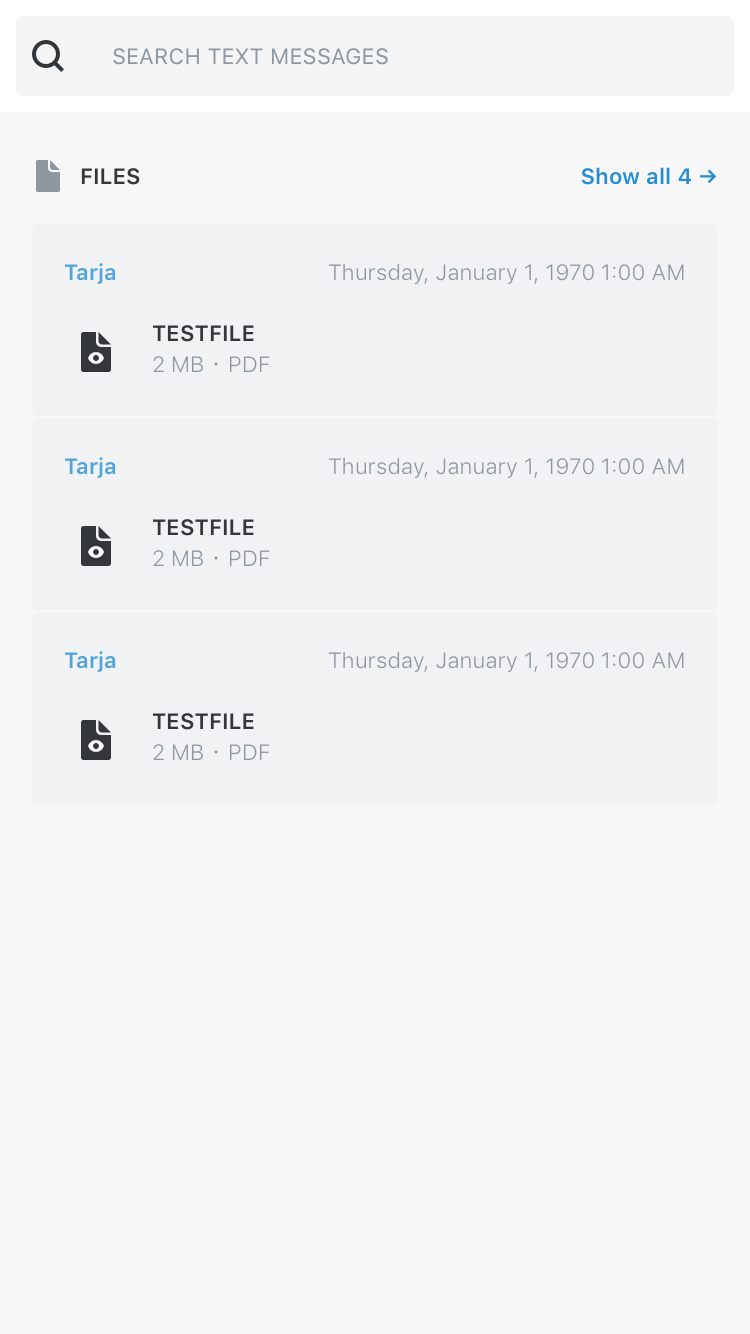 SEARCH TEXT MESSAGES
FILES Show all 4 →
Tarja Thursday, January 1, 1970 1:00 AM
TESTFILE
2 MB · PDF
Tarja Thursday, January 1, 1970 1:00 AM
TESTFILE
2 MB · PDF
Tarja Thursday, January 1, 1970 1:00 AM
TESTFILE
2 MB · PDF